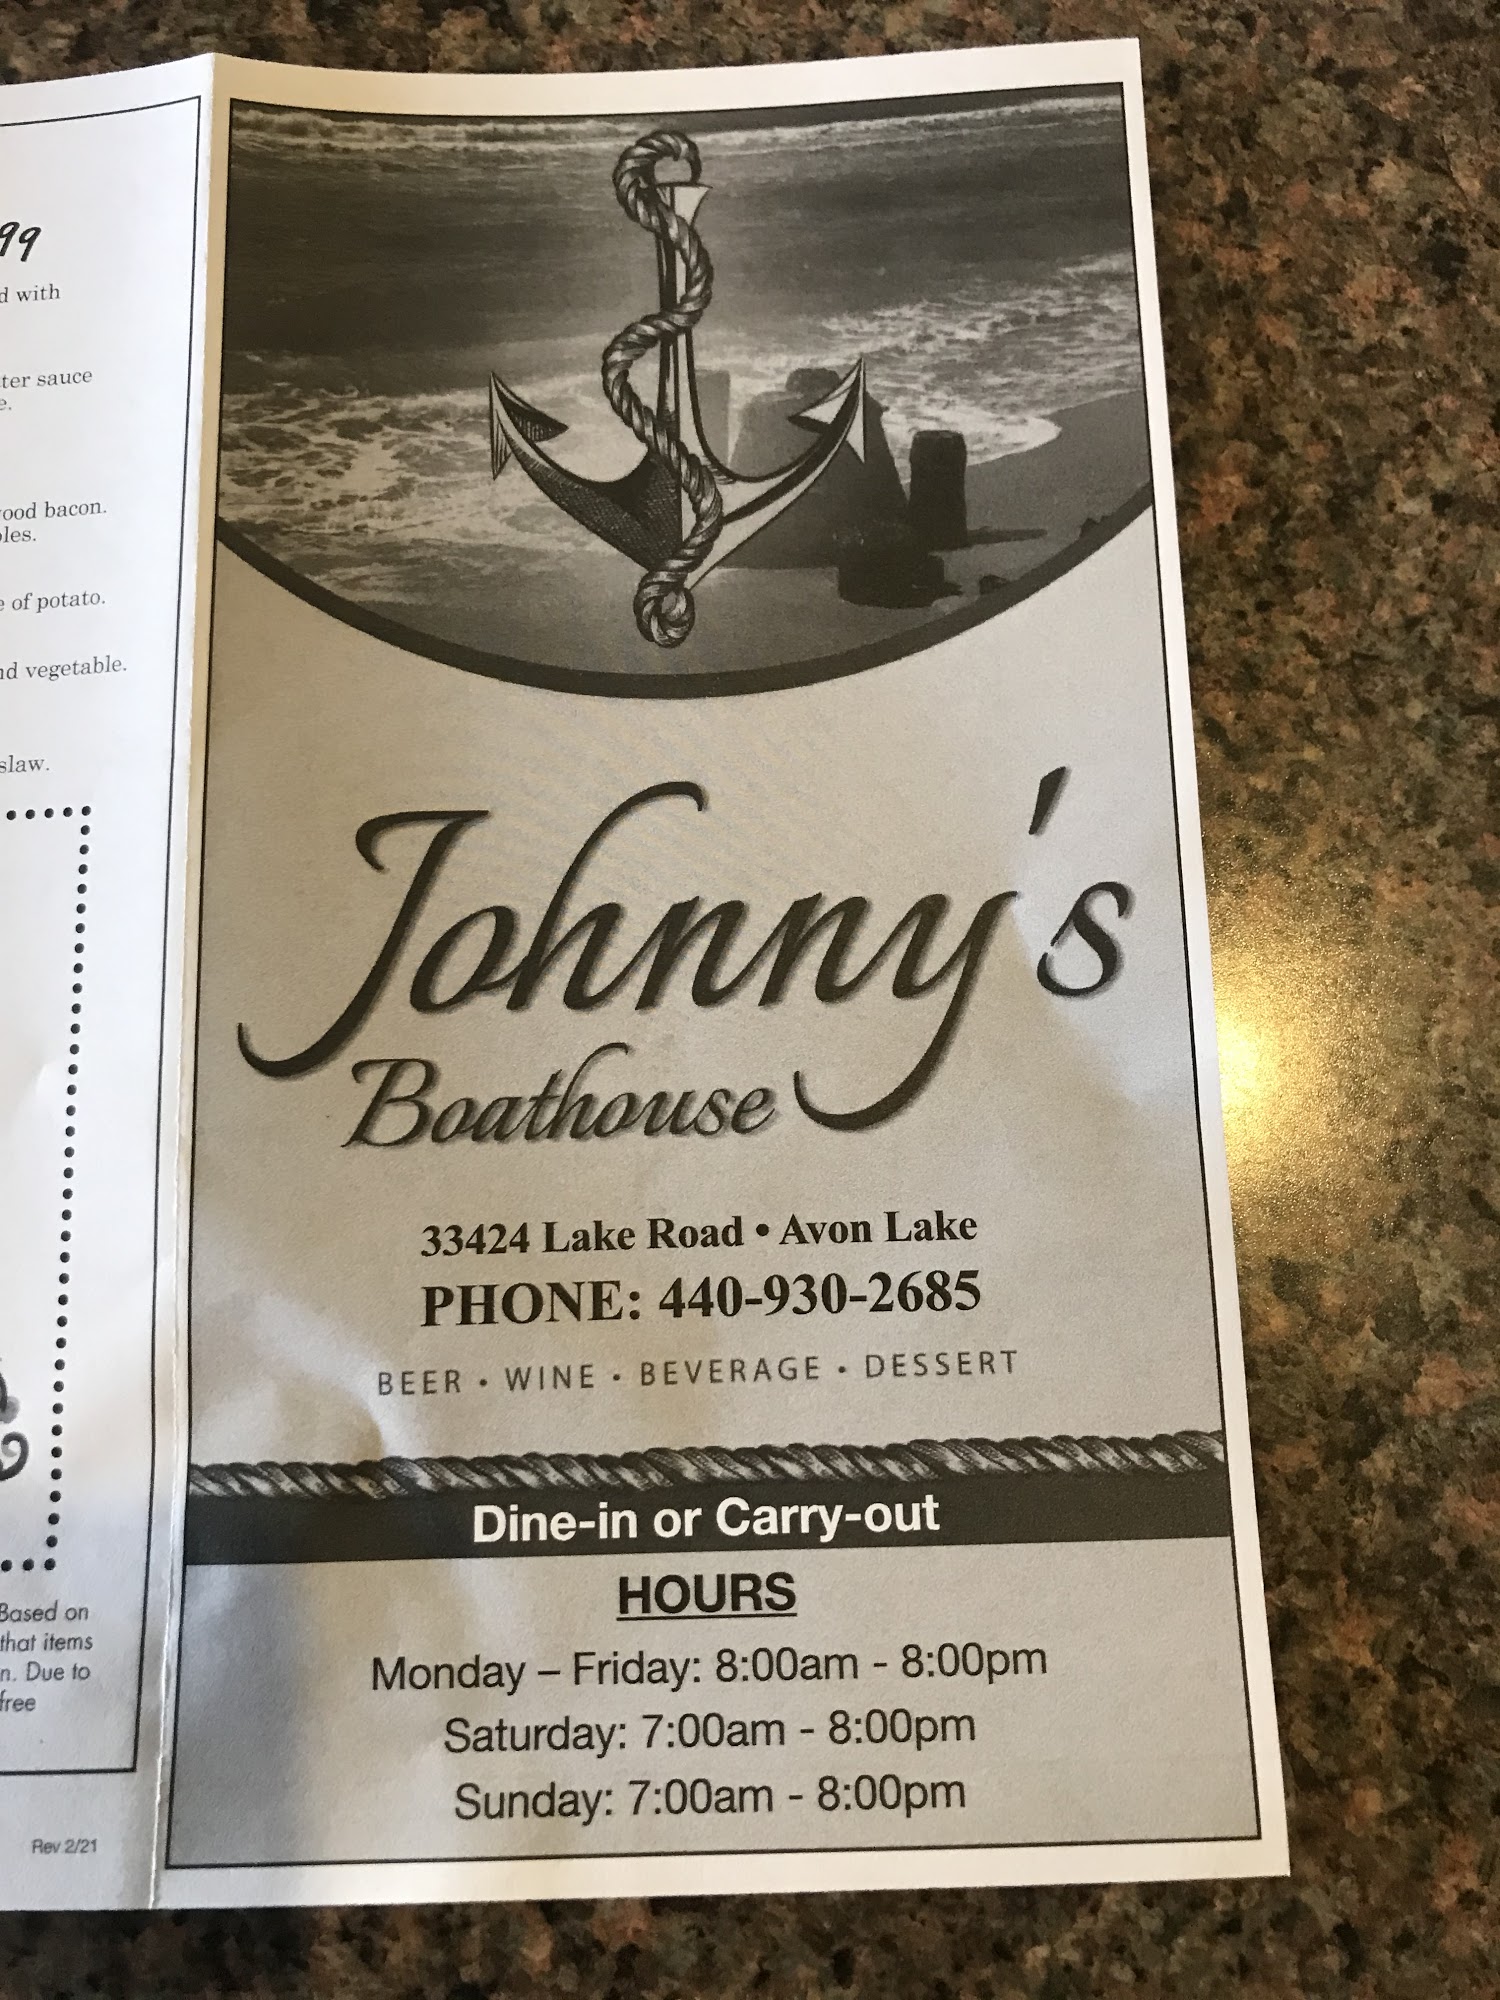 99
d with
ter sauce
e.
ood bacon.
les.
e of potato.
nd vegetable.
slaw.
Based on
that items
n. Due to
free
Rev 2/21
Johnny's
Boathouse
33424 Lake Road • Avon Lake
PHONE: 440-930-2685
BEER • WINE • BEVERAGE • DESSERT
Dine-in or Carry-out
HOURS
Monday – Friday: 8:00am - 8:00pm
Saturday: 7:00am - 8:00pm
Sunday: 7:00am - 8:00pm